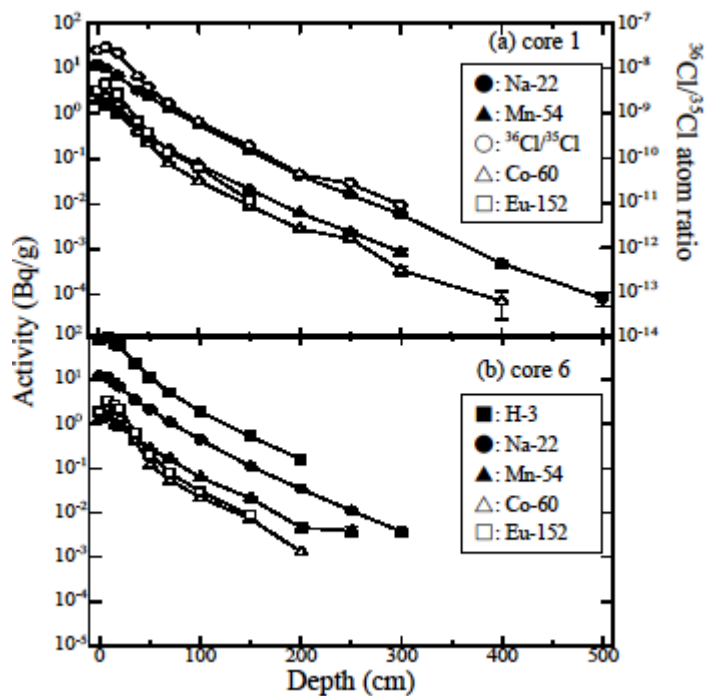 (a) core 1
●: Na-22
▲: Mn-54
○: ³⁶Cl/³⁵Cl
△: Co-60
□: Eu-152
10²
10¹
10⁰
10⁻¹
10⁻²
10⁻³
10⁻⁴
10⁻⁷
10⁻⁸
10⁻⁹
10⁻¹⁰
10⁻¹¹
10⁻¹²
10⁻¹³
10⁻¹⁴
³⁶Cl/³⁵Cl atom ratio
Activity (Bq/g)
(b) core 6
■: H-3
●: Na-22
▲: Mn-54
△: Co-60
□: Eu-152
10²
10¹
10⁰
10⁻¹
10⁻²
10⁻³
10⁻⁴
10⁻⁵
0 100 200 300 400 500
Depth (cm)